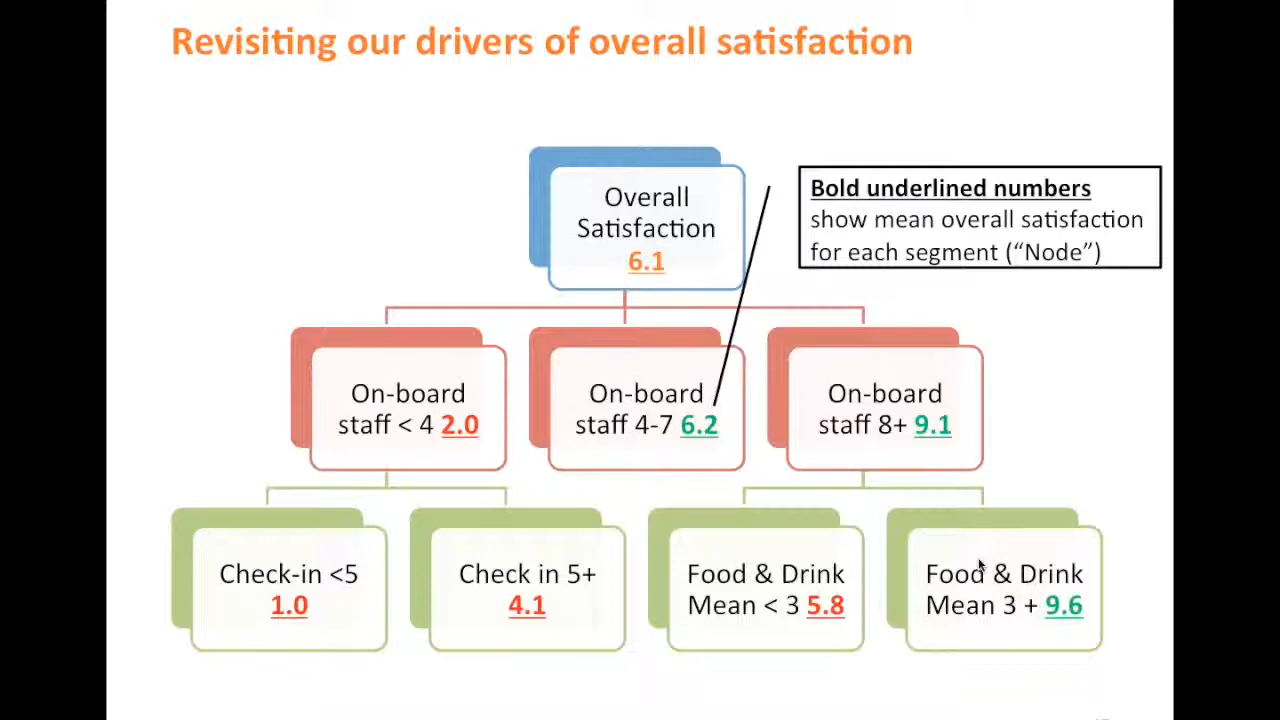 Revisiting our drivers of overall satisfaction
Overall
Satisfaction
6.1
Bold underlined numbers
show mean overall satisfaction
for each segment (“Node”)
On-board
staff < 4 2.0
On-board
staff 4-7 6.2
On-board
staff 8+ 9.1
Check-in <5
1.0
Check in 5+
4.1
Food & Drink
Mean < 3 5.8
Food & Drink
Mean 3 + 9.6